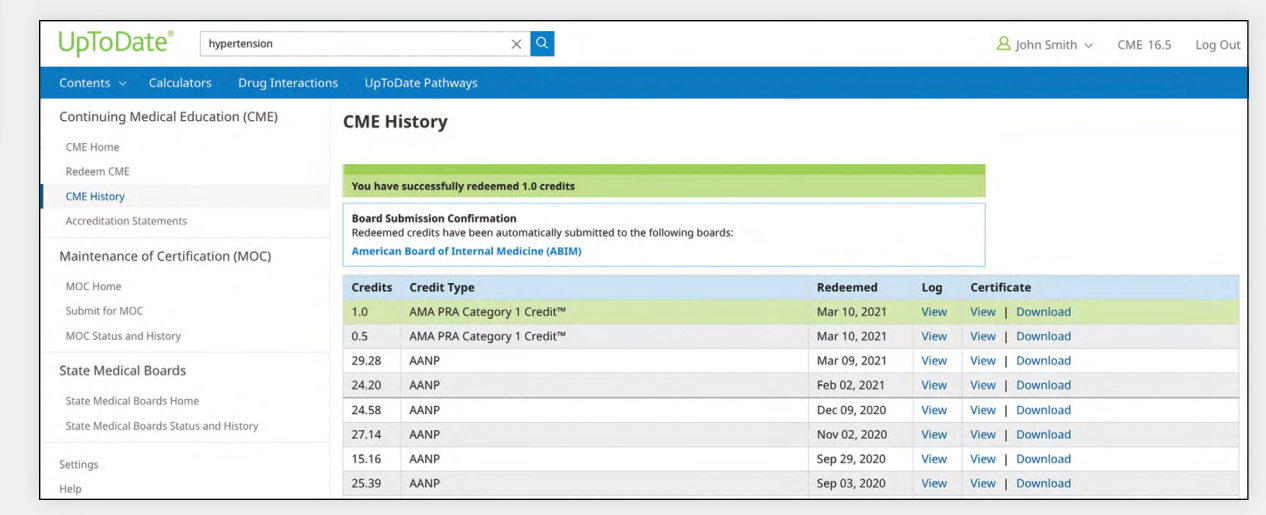 UpToDate®
hypertension
John Smith CME 16.5 Log Out
Contents Calculators Drug Interactions UpToDate Pathways
Continuing Medical Education (CME)
CME Home
Redeem CME
CME History
Accreditation Statements
Maintenance of Certification (MOC)
MOC Home
Submit for MOC
MOC Status and History
State Medical Boards
State Medical Boards Home
State Medical Boards Status and History
Settings
Help
CME History
You have successfully redeemed 1.0 credits
Board Submission Confirmation
Redeemed credits have been automatically submitted to the following boards:
American Board of Internal Medicine (ABIM)
Credits Credit Type Redeemed Log Certificate
1.0 AMA PRA Category 1 Credit™ Mar 10, 2021 View View | Download
0.5 AMA PRA Category 1 Credit™ Mar 10, 2021 View View | Download
29.28 AANP Mar 09, 2021 View View | Download
24.20 AANP Feb 02, 2021 View View | Download
24.58 AANP Dec 09, 2020 View View | Download
27.14 AANP Nov 02, 2020 View View | Download
15.16 AANP Sep 29, 2020 View View | Download
25.39 AANP Sep 03, 2020 View View | Download